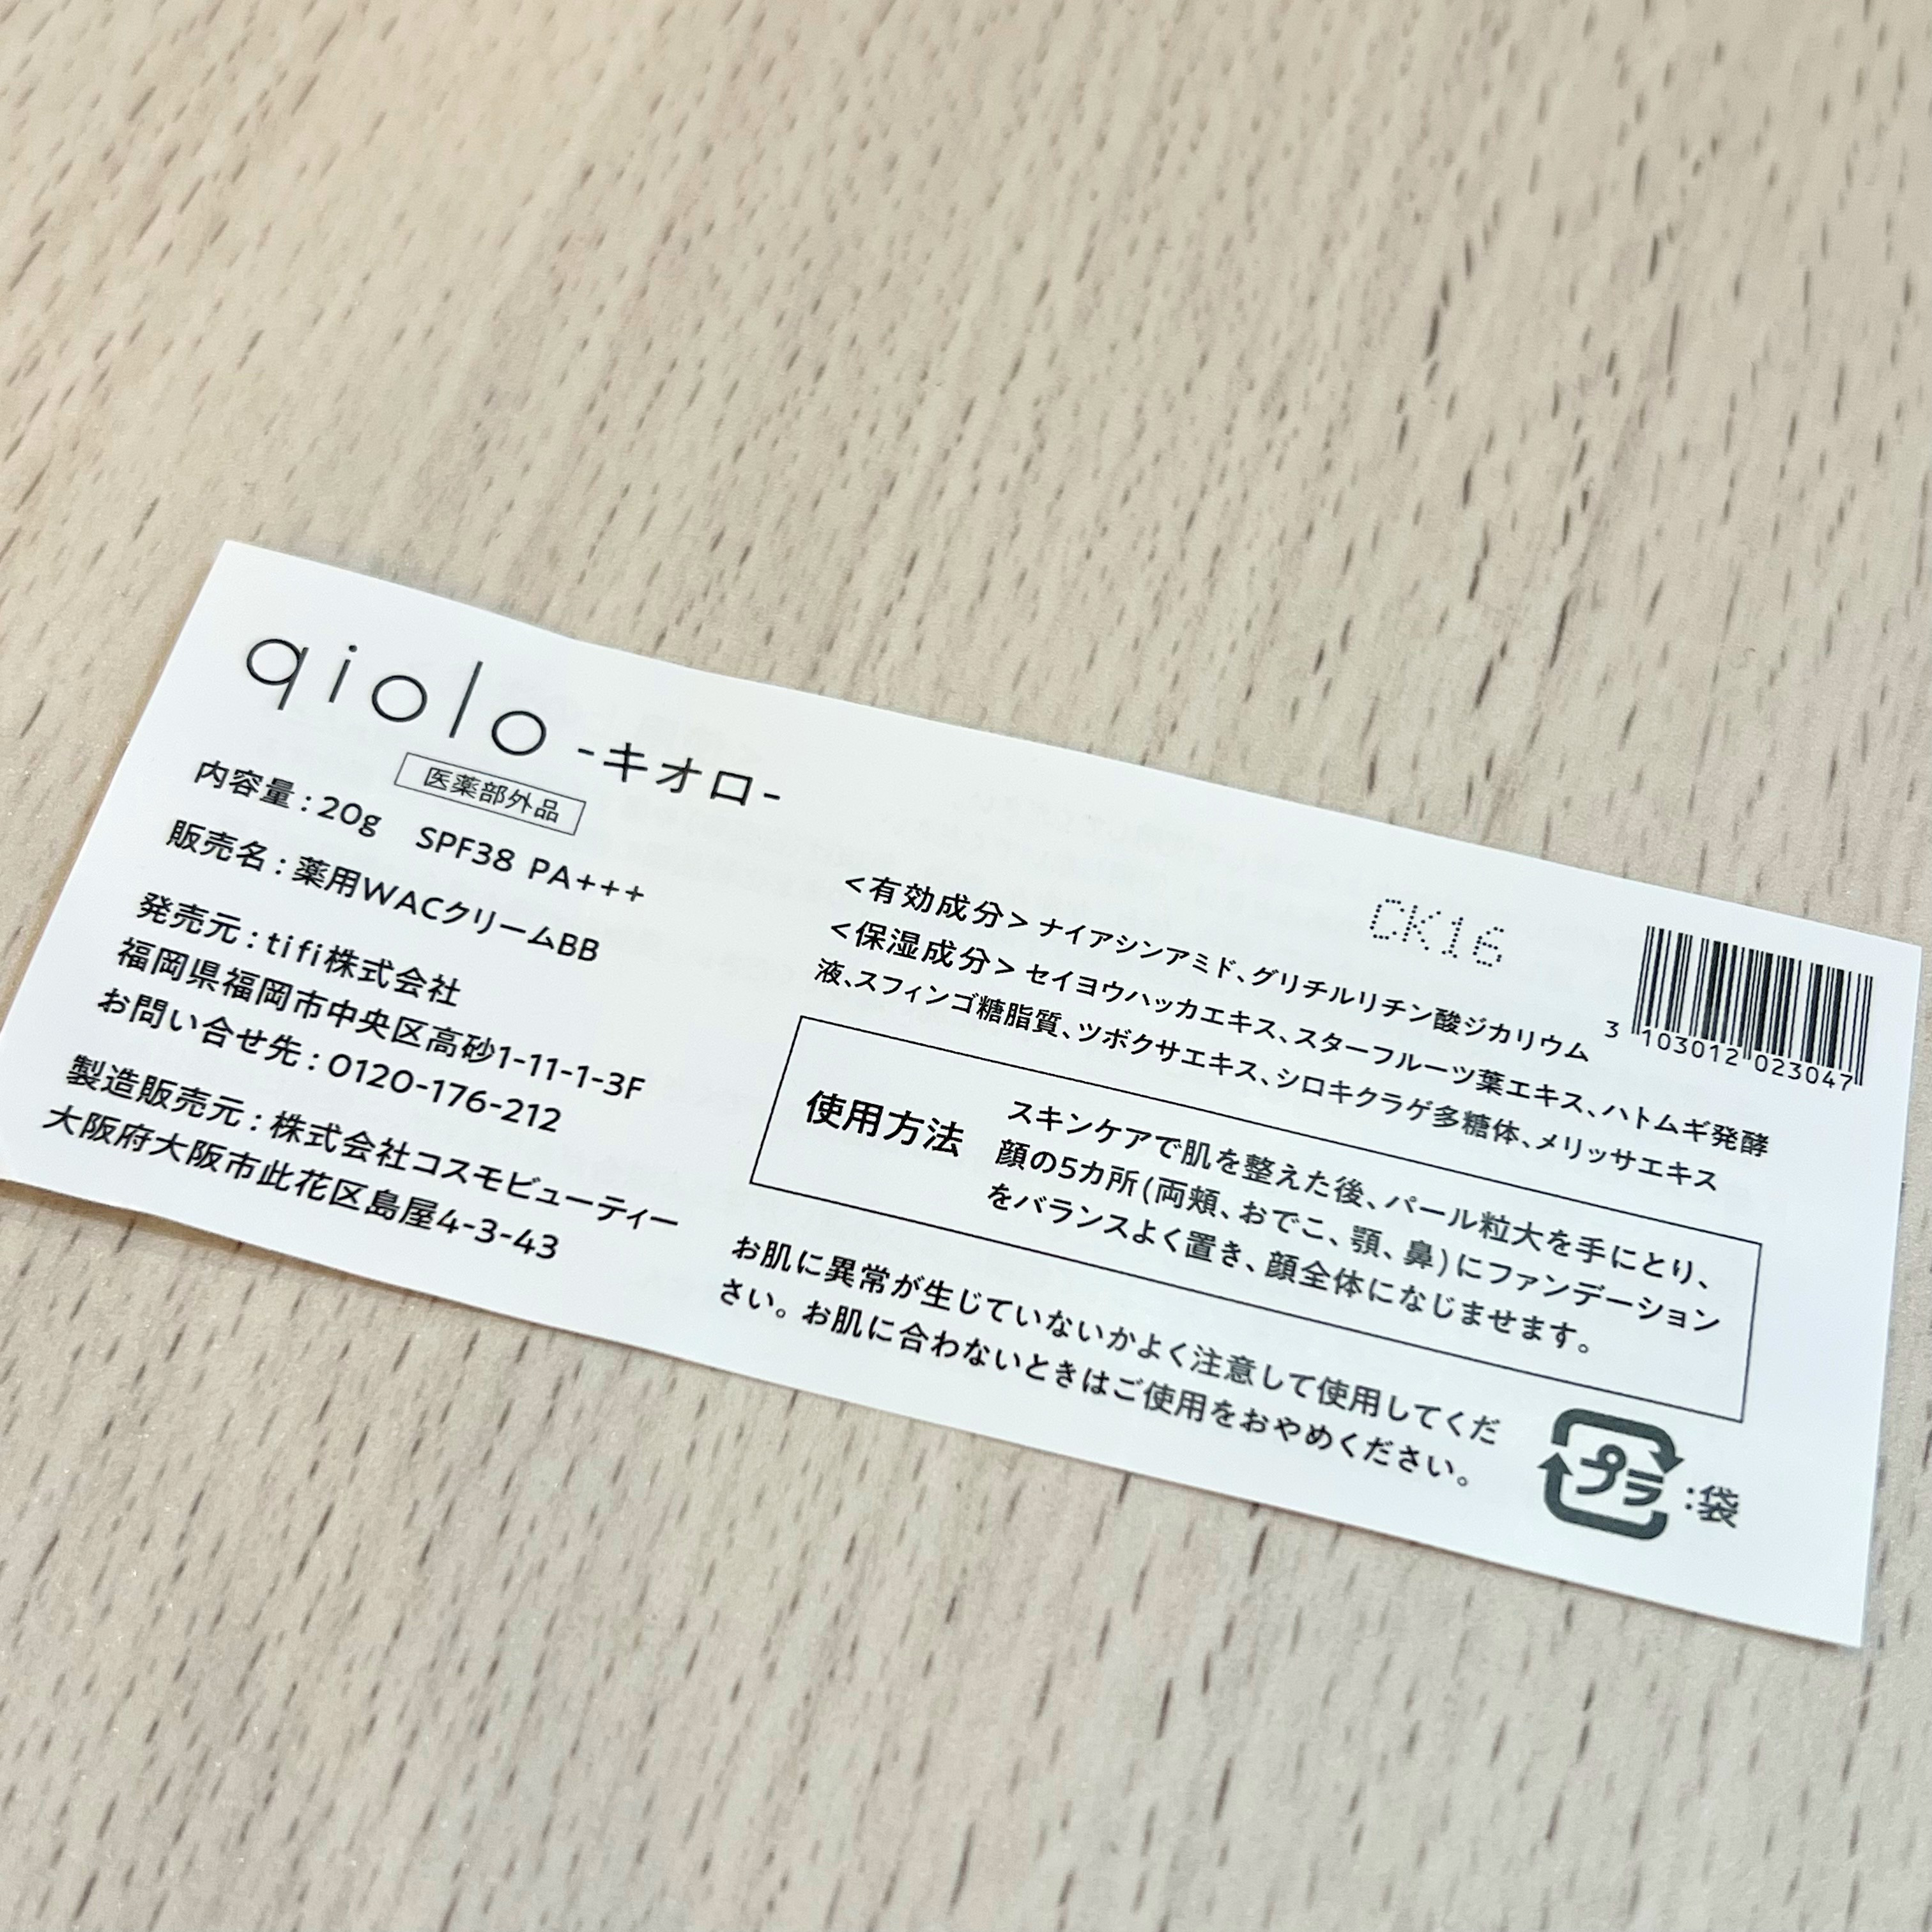 qiolo -キオロ-
医薬部外品
内容量：20g SPF38 PA+++
販売名：薬用WACクリームBB
発売元：tifi株式会社
福岡県福岡市中央区高砂1-11-1-3F
お問い合せ先：0120-176-212
製造販売元：株式会社コスモビューティー
大阪府大阪市此花区島屋4-3-43
CK16
3 103012 023047
<有効成分> ナイアシンアミド、グリチルリチン酸ジカリウム
<保湿成分> セイヨウハッカエキス、スターフルーツ葉エキス、ハトムギ発酵
液、スフィンゴ糖脂質、ツボクサエキス、シロキクラゲ多糖体、メリッサエキス
使用方法
スキンケアで肌を整えた後、パール粒大を手にとり、
顔の5カ所(両頬、おでこ、顎、鼻)にファンデーション
をバランスよく置き、顔全体になじませます。
お肌に異常が生じていないかよく注意して使用してくだ
さい。お肌に合わないときはご使用をおやめください。
プラ：袋